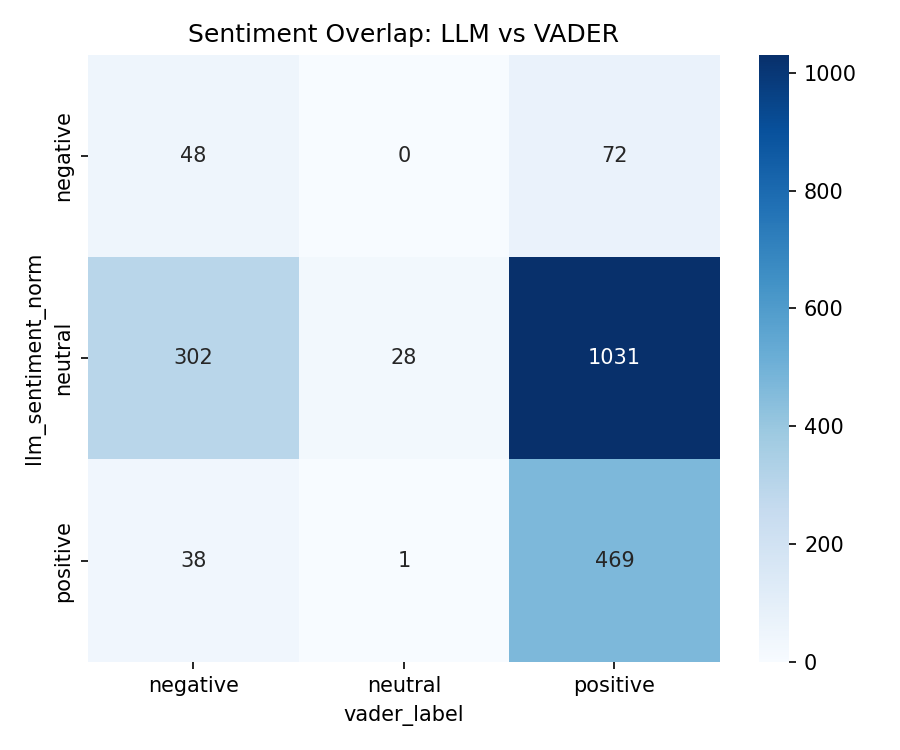 Sentiment Overlap: LLM vs VADER
llm_sentiment_norm
negative
48
0
72
neutral
302
28
1031
positive
38
1
469
negative
neutral
positive
vader_label
1000
800
600
400
200
0